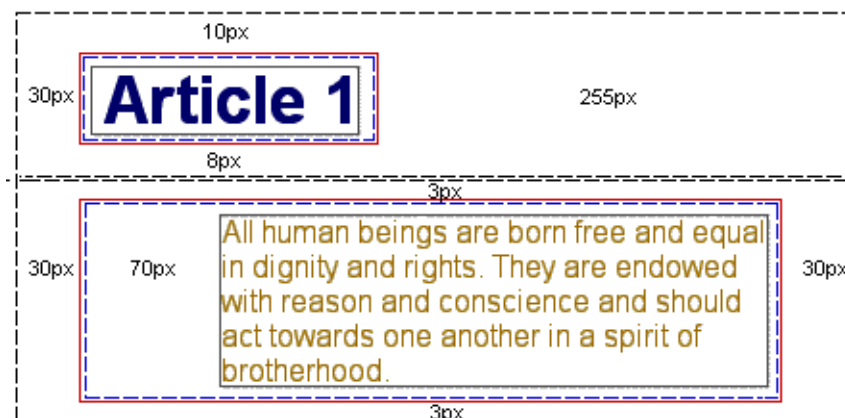 10px
30px Article 1 255px
8px
3px
All human beings are born free and equal
30px 70px in dignity and rights. They are endowed 30px
with reason and conscience and should
act towards one another in a spirit of
brotherhood.
3px